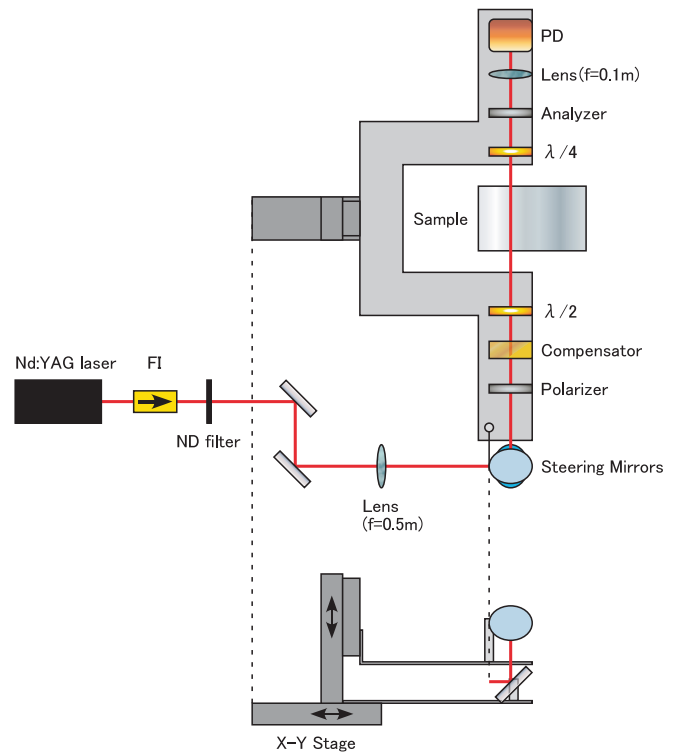 PD
Lens(f=0.1m)
Analyzer
λ/4
Sample
λ/2
Compensator
Polarizer
Nd:YAG laser
FI
ND filter
Steering Mirrors
Lens
(f=0.5m)
X-Y Stage